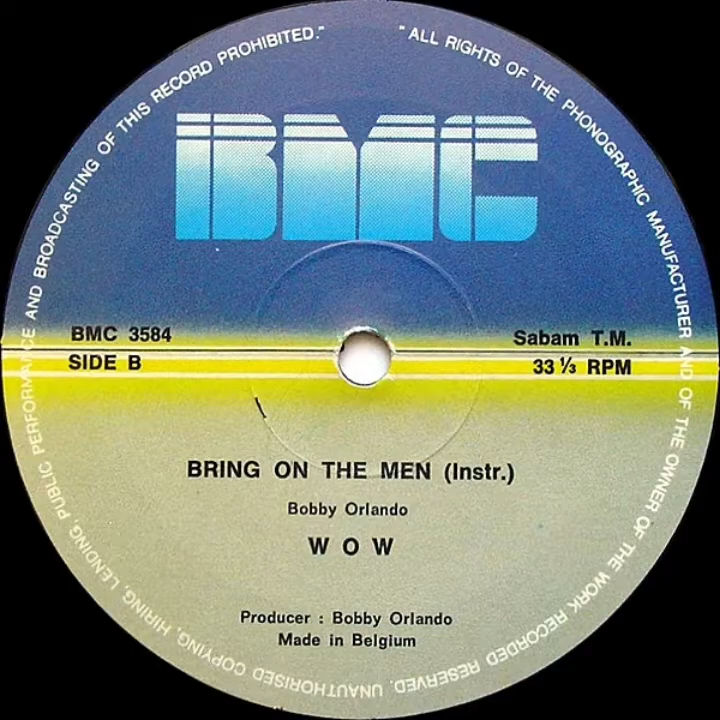 "ALL RIGHTS OF THE PHONOGRAPHIC MANUFACTURER AND OF THE OWNER OF THE WORK RECORDED RESERVED. UNAUTHORISED COPYING, HIRING, LENDING, PUBLIC PERFORMANCE AND BROADCASTING OF THIS RECORD PROHIBITED."
BMC
BMC 3584
Sabam T.M.
SIDE B
33 ⅓ RPM
BRING ON THE MEN (Instr.)
Bobby Orlando
W O W
Producer : Bobby Orlando
Made in Belgium